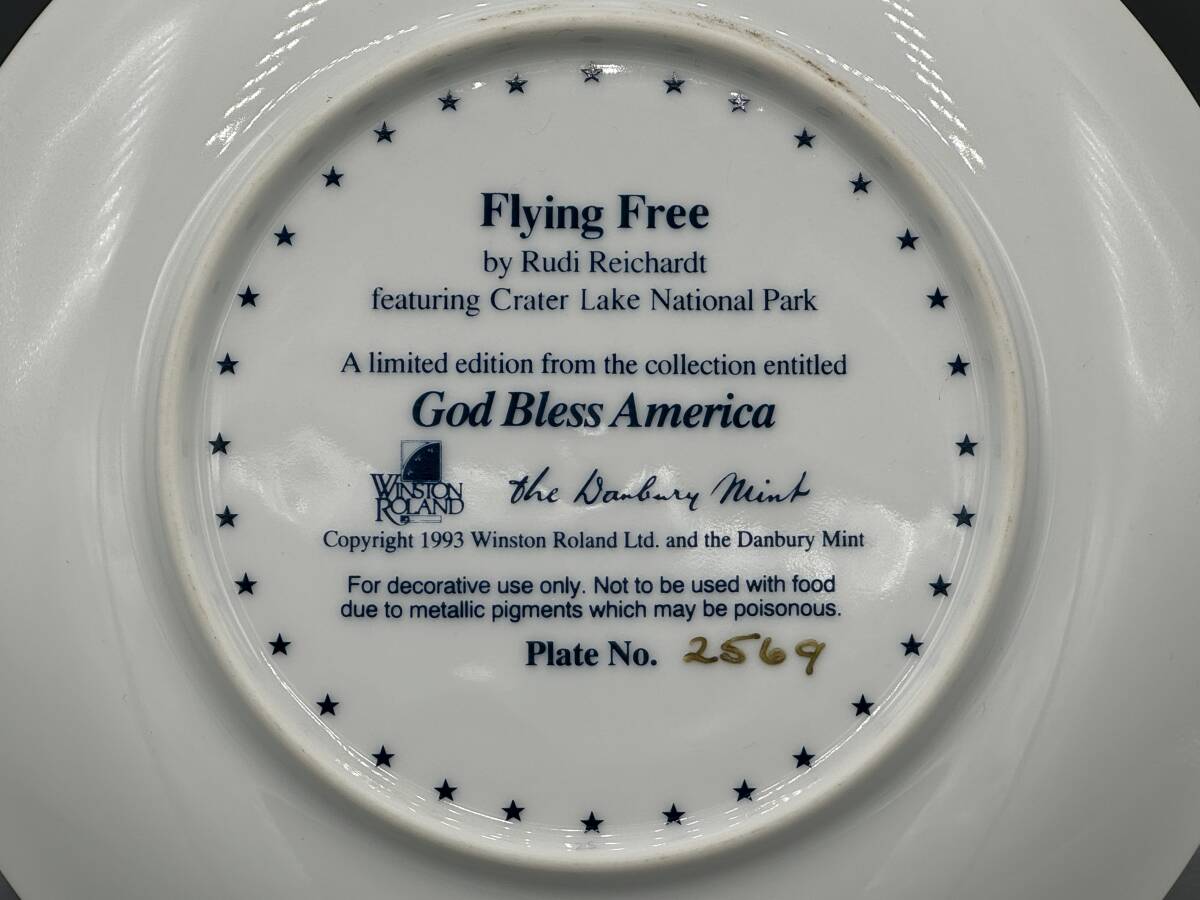 Flying Free
by Rudi Reichardt
featuring Crater Lake National Park
A limited edition from the collection entitled
God Bless America
WINSTON ROLAND
the Danbury Mint
Copyright 1993 Winston Roland Ltd. and the Danbury Mint
For decorative use only. Not to be used with food
due to metallic pigments which may be poisonous.
Plate No. 2569